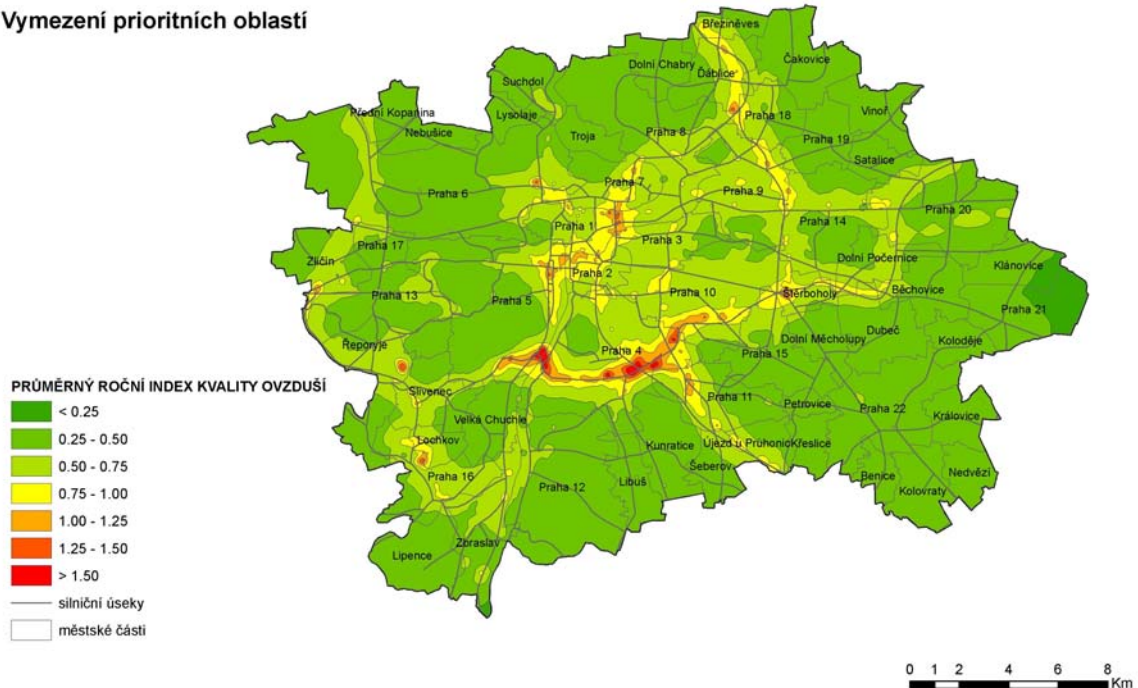 Vymezení prioritních oblastí
Březiněves
Dolní Chabry
Čakovice
Ďáblice
Suchdol
Přední Kopanina
Lysolaje
Praha 18
Vinoř
Nebušice
Troja
Praha 8
Praha 19
Satalice
Praha 6
Praha 7
Praha 9
Praha 20
Praha 1
Praha 3
Praha 14
Praha 17
Zličín
Praha 2
Dolní Počernice
Klánovice
Praha 13
Praha 5
Praha 10
Štěrboholy
Běchovice
Praha 21
Dubeč
Dolní Měcholupy
Koloděje
Řeporyje
Praha 4
Praha 15
Slivenec
Praha 11
Petrovice
Praha 22
Královice
Velká Chuchle
Lochkov
Kunratice
Újezd u Průhonic
Křeslice
Šeberov
Praha 16
Praha 12
Libuš
Benice
Nedvězí
Kolovraty
Zbraslav
Lipence
PRŮMĚRNÝ ROČNÍ INDEX KVALITY OVZDUŠÍ
< 0.25
0.25 - 0.50
0.50 - 0.75
0.75 - 1.00
1.00 - 1.25
1.25 - 1.50
> 1.50
silniční úseky
městské části
0 1 2 4 6 8
Km